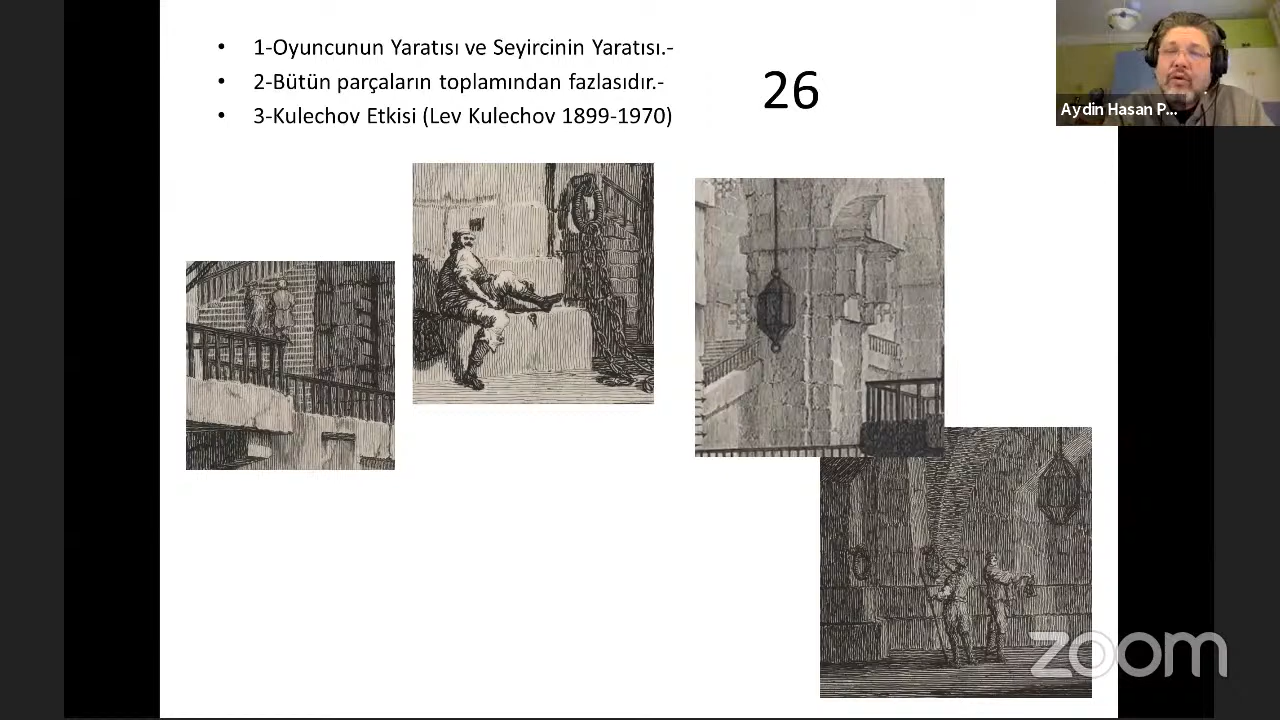 • 1-Oyuncunun Yaratısı ve Seyircinin Yaratısı.-
• 2-Bütün parçaların toplamından fazlasıdır.-
• 3-Kulechov Etkisi (Lev Kulechov 1899-1970)
26
Aydin Hasan P...
zoom